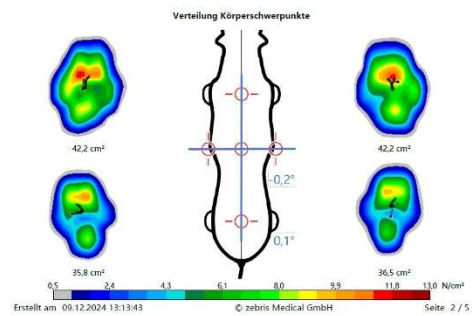 Verteilung Körperschwerpunkte
42,2 cm²
42,2 cm²
-0,2°
0,1°
35,8 cm²
36,5 cm²
0,5 2,4 4,3 6,1 8,0 9,9 11,8 13,0 N/cm²
Erstellt am 09.12.2024 13:13:43 © zebris Medical GmbH Seite 2 / 5